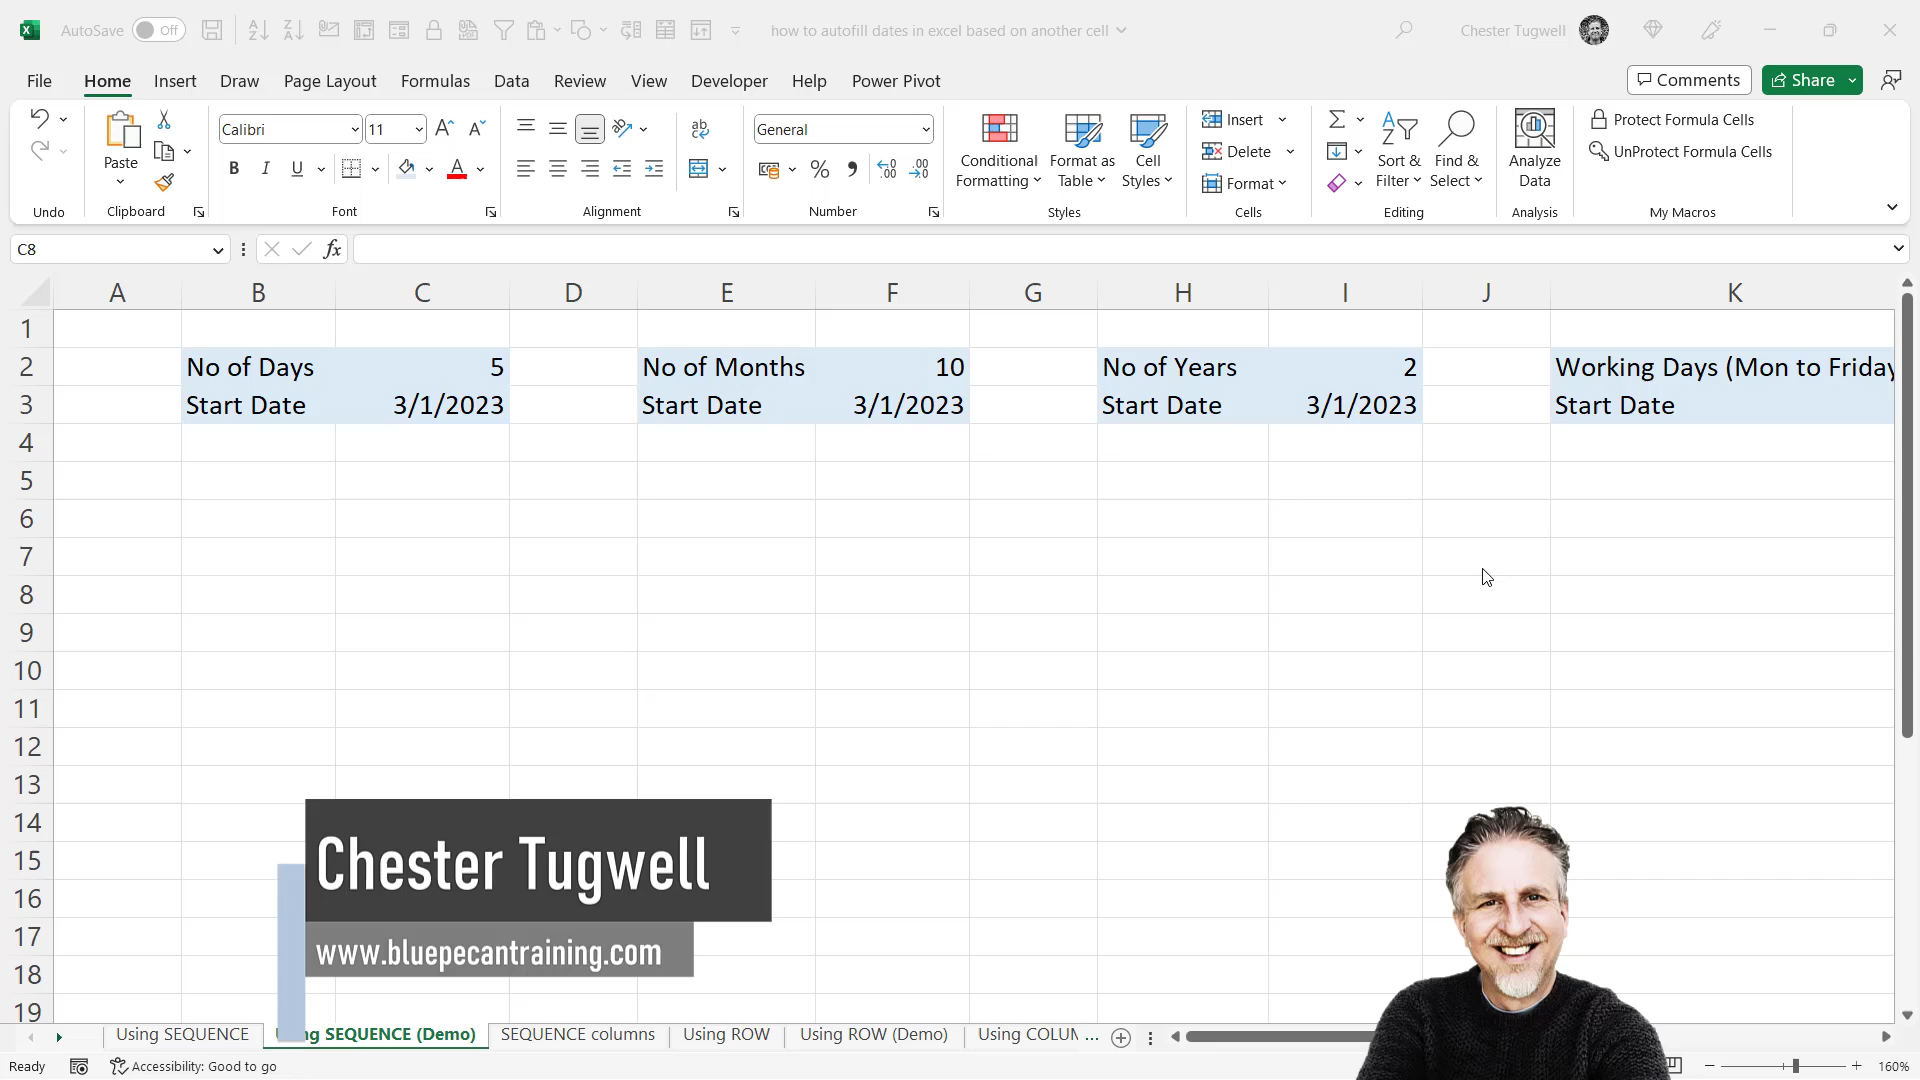 AutoSave Off how to autofill dates in excel based on another cell Chester Tugwell
File Home Insert Draw Page Layout Formulas Data Review View Developer Help Power Pivot Comments Share
Calibri 11 General
Paste
Conditional Formatting
Format as Table
Cell Styles
Insert
Delete
Format
Sort & Filter
Find & Select
Analyze Data
Protect Formula Cells
UnProtect Formula Cells
Undo Clipboard Font Alignment Number Styles Cells Editing Analysis My Macros
C8 fx
A B C D E F G H I J K
1
2 No of Days 5 No of Months 10 No of Years 2 Working Days (Mon to Friday
3 Start Date 3/1/2023 Start Date 3/1/2023 Start Date 3/1/2023 Start Date
4
5
6
7
8
9
10
11
12
13
14
15
16
17
18
19
Chester Tugwell
www.bluepecantraining.com
Using SEQUENCE ng SEQUENCE (Demo) SEQUENCE columns Using ROW Using ROW (Demo) Using COLUM ...
Ready Accessibility: Good to go 160%